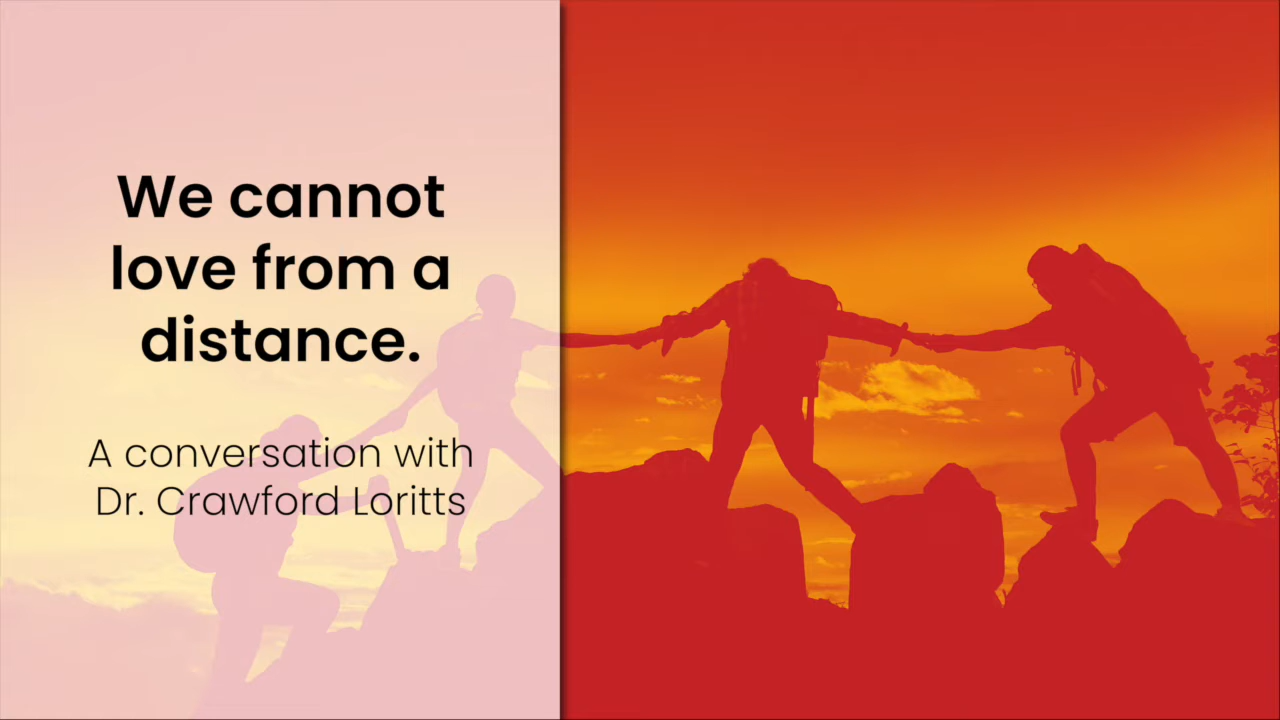 We cannot
love from a
distance.
A conversation with
Dr. Crawford Loritts